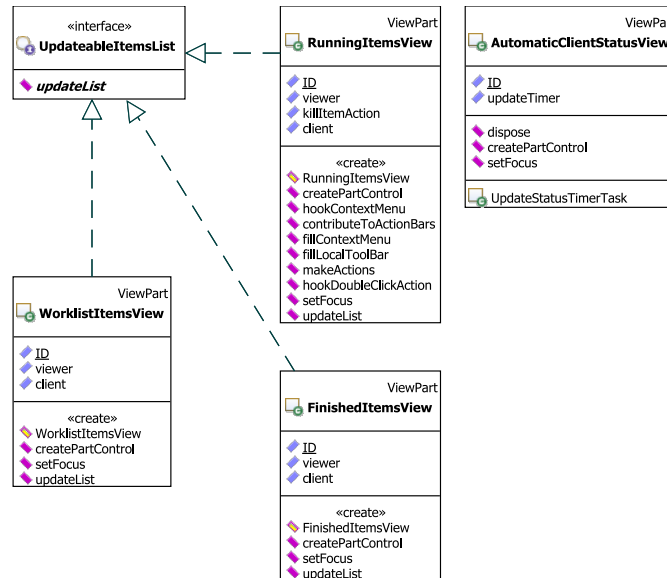 «interface»
UpdateableItemsList
updateList
ViewPart
RunningItemsView
ID
viewer
killItemAction
client
«create»
RunningItemsView
createPartControl
hookContextMenu
contributeToActionBars
fillContextMenu
fillLocalToolBar
makeActions
hookDoubleClickAction
setFocus
updateList
ViewPar
AutomaticClientStatusView
ID
updateTimer
dispose
createPartControl
setFocus
UpdateStatusTimerTask
ViewPart
WorklistItemsView
ID
viewer
client
«create»
WorklistItemsView
createPartControl
setFocus
updateList
ViewPart
FinishedItemsView
ID
viewer
client
«create»
FinishedItemsView
createPartControl
setFocus
updateList